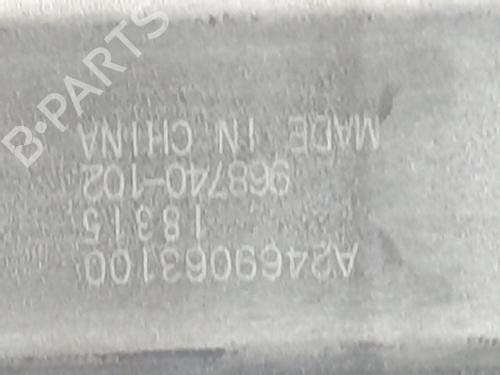 A2469063100
18315
968740-102
MADE IN CHINA
B-PARTS